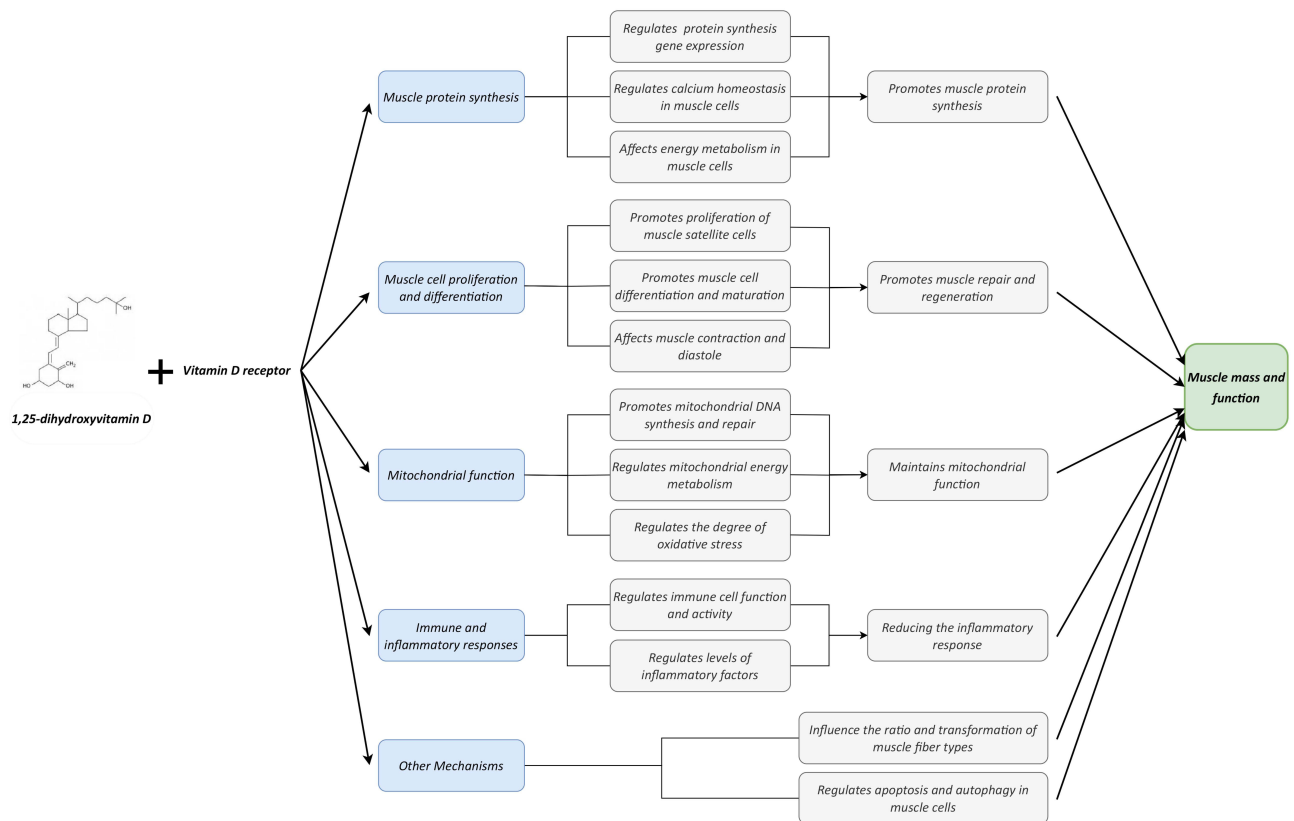 OH
CH₂
HO
OH
1,25-dihydroxyvitamin D
+
Vitamin D receptor
Muscle protein synthesis
Regulates  protein synthesis
gene expression
Regulates calcium homeostasis
in muscle cells
Affects energy metabolism in
muscle cells
Promotes muscle protein
synthesis
Muscle cell proliferation
and differentiation
Promotes proliferation of
muscle satellite cells
Promotes muscle cell
differentiation and maturation
Affects muscle contraction and
diastole
Promotes muscle repair and
regeneration
Mitochondrial function
Promotes mitochondrial DNA
synthesis and repair
Regulates mitochondrial energy
metabolism
Regulates the degree of
oxidative stress
Maintains mitochondrial
function
Immune and
inflammatory responses
Regulates immune cell function
and activity
Regulates levels of
inflammatory factors
Reducing the inflammatory
response
Other Mechanisms
Influence the ratio and transformation of
muscle fiber types
Regulates apoptosis and autophagy in
muscle cells
Muscle mass and
function